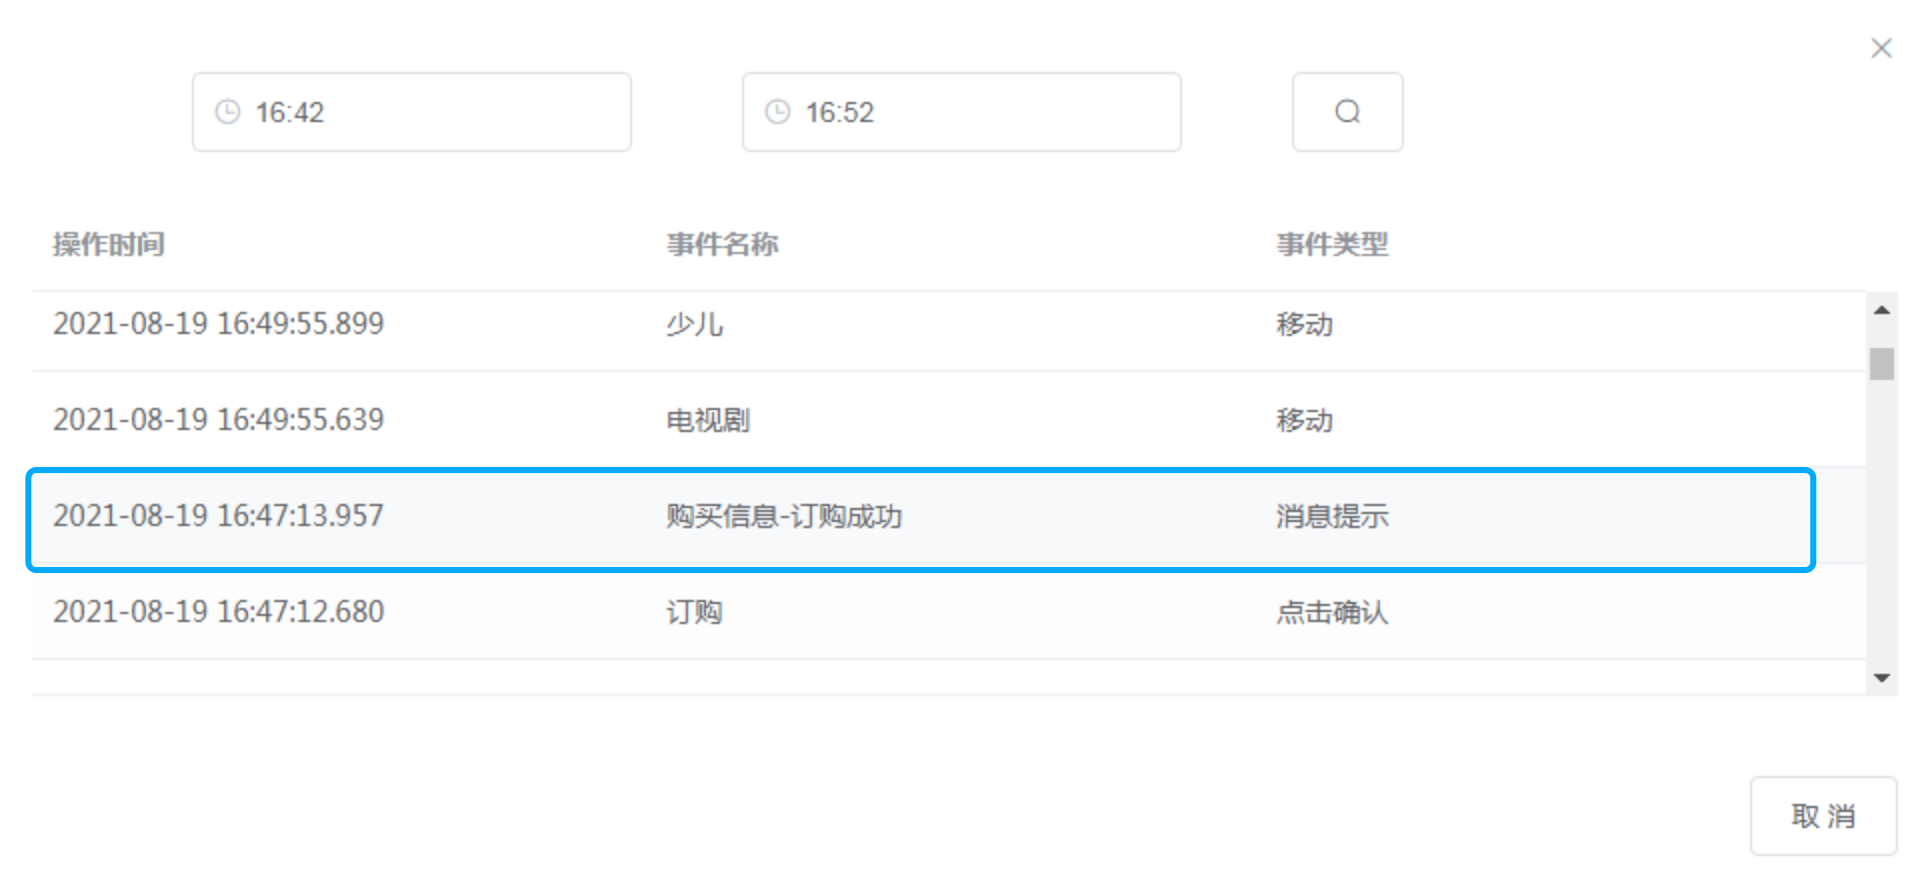 16:42 16:52
操作时间 事件名称 事件类型
2021-08-19 16:49:55.899 少儿 移动
2021-08-19 16:49:55.639 电视剧 移动
2021-08-19 16:47:13.957 购买信息-订购成功 消息提示
2021-08-19 16:47:12.680 订购 点击确认
取消